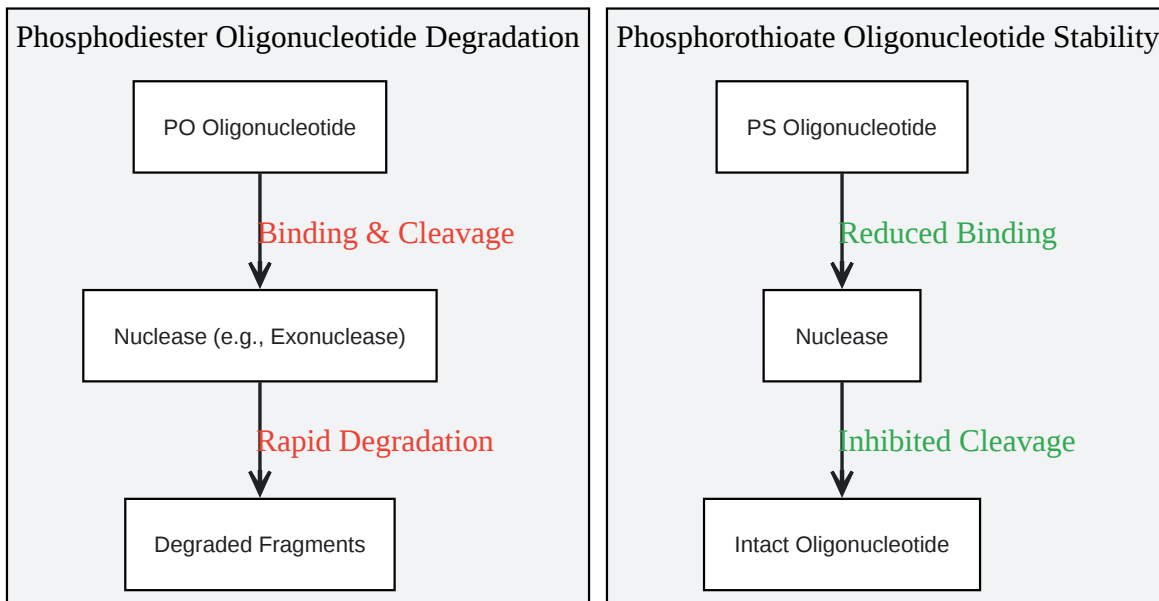 Phosphodiester Oligonucleotide Degradation
PO Oligonucleotide
Binding & Cleavage
Nuclease (e.g., Exonuclease)
Rapid Degradation
Degraded Fragments
Phosphorothioate Oligonucleotide Stability
PS Oligonucleotide
Reduced Binding
Nuclease
Inhibited Cleavage
Intact Oligonucleotide